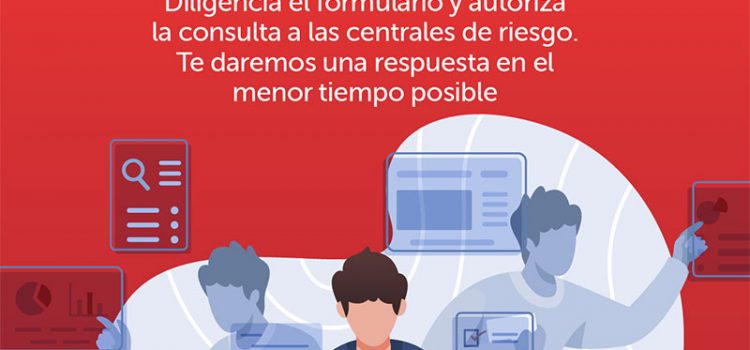 Diligencia el formulario y autoriza
la consulta a las centrales de riesgo.
Te daremos una respuesta en el
menor tiempo posible